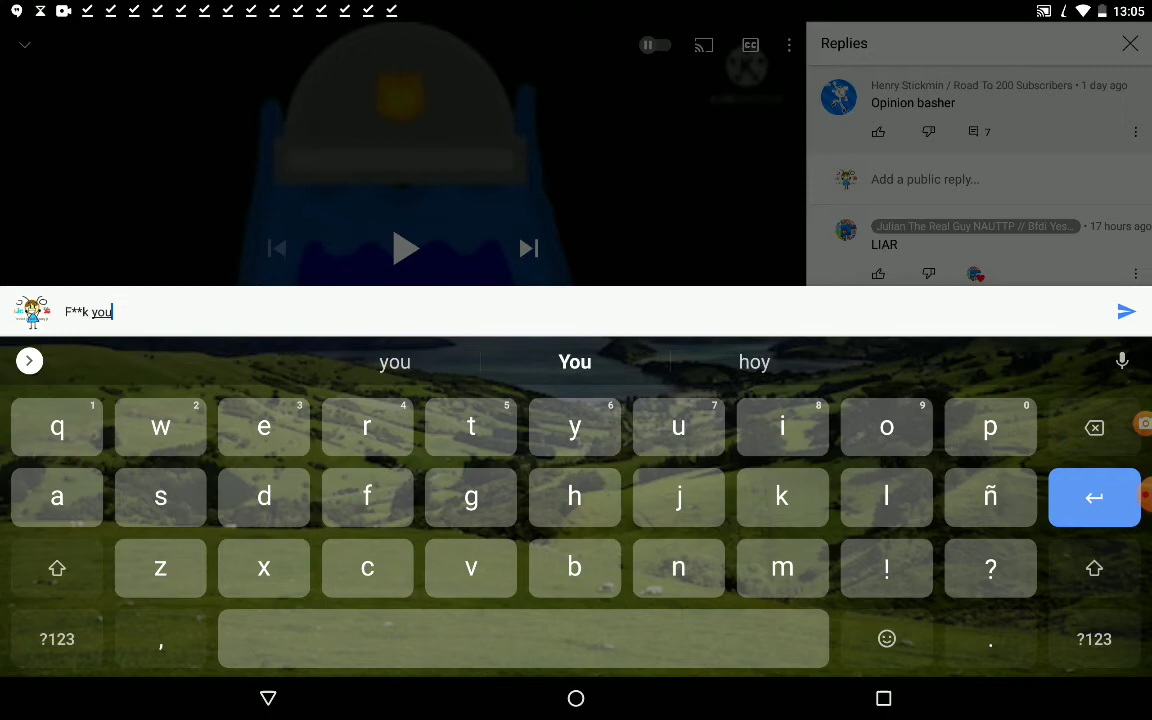 13:05
CC
Replies
Henry Stickmin / Road To 200 Subscribers • 1 day ago
Opinion basher
7
Add a public reply...
Julian The Real Guy NAUTTP // Bfdi Yes... • 17 hours ago
LIAR
F**k you
you You hoy
q 1 w 2 e 3 r 4 t 5 y 6 u 7 i 8 o 9 p 0
a s d f g h j k l ñ
z x c v b n m ! ?
?123 , . ?123